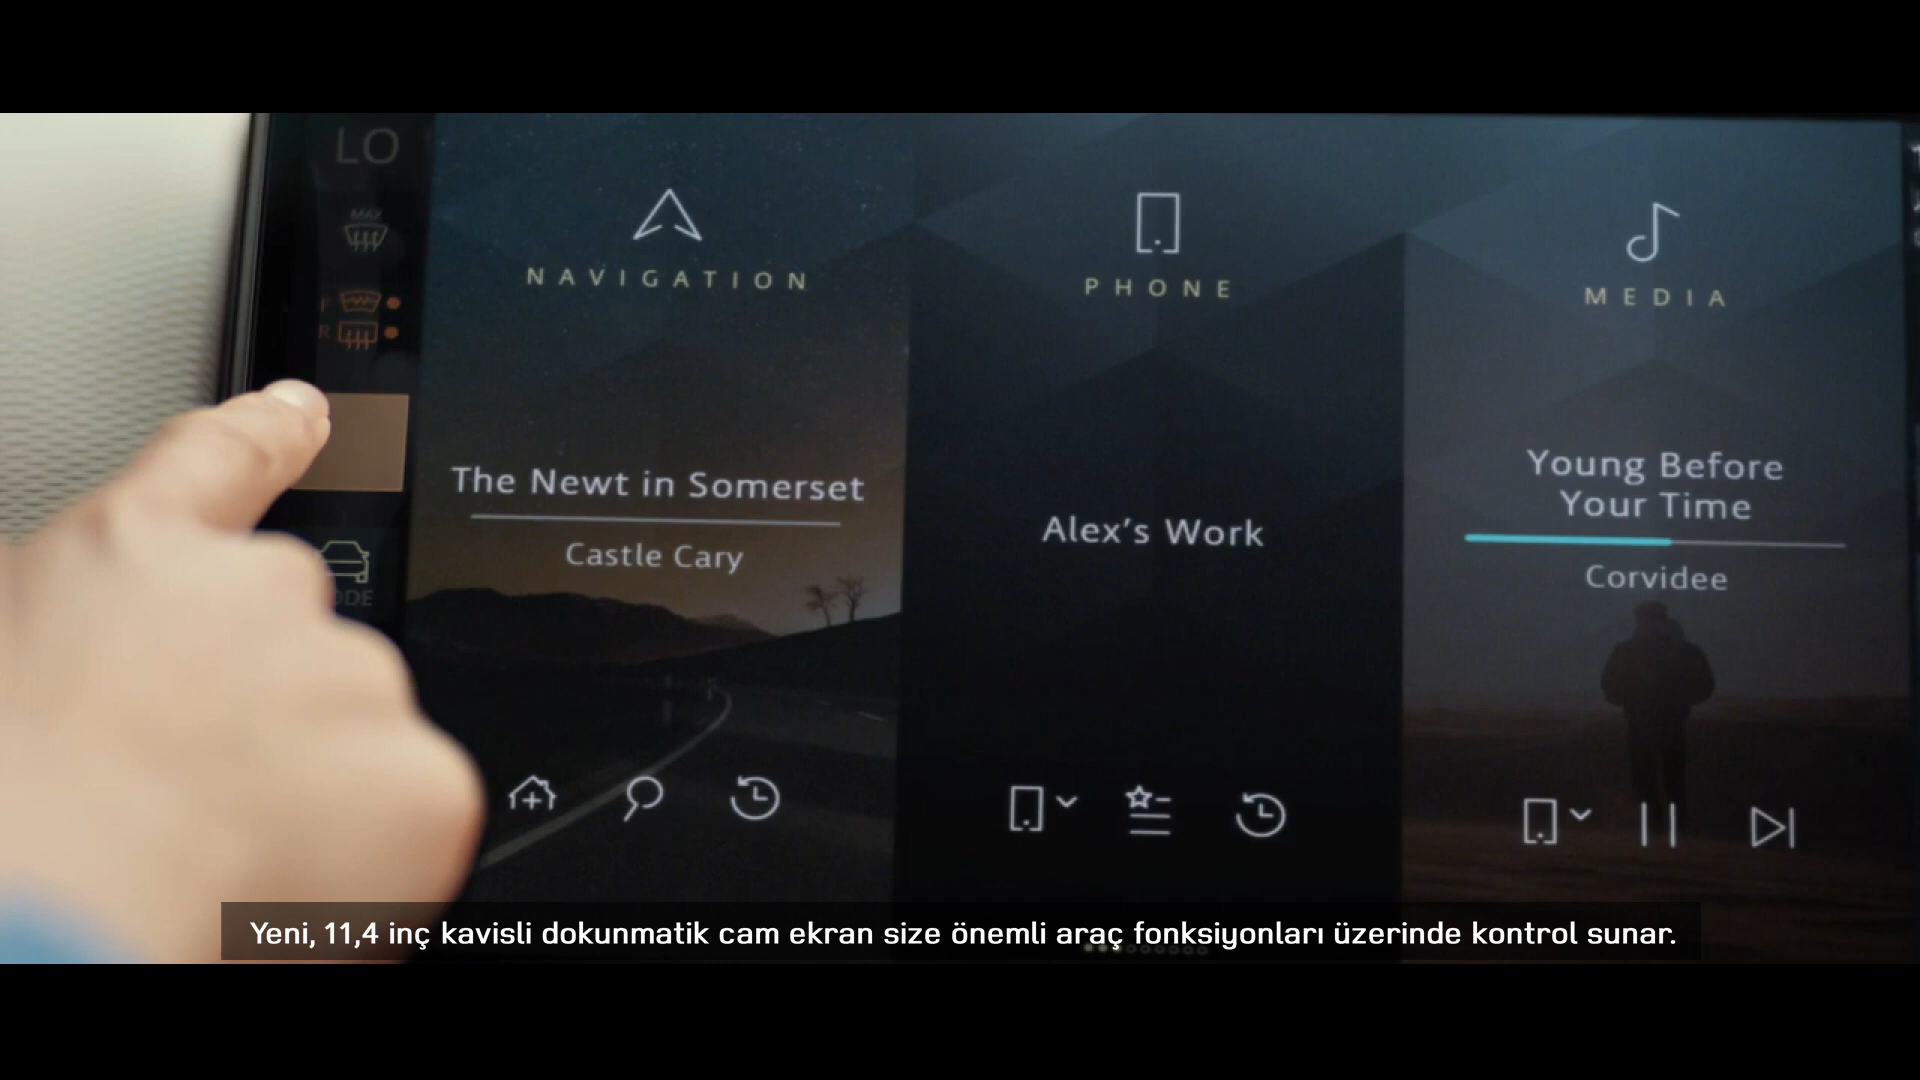 LO
MAX
F
R
NAVIGATION
The Newt in Somerset
Castle Cary
PHONE
Alex's Work
MEDIA
Young Before
Your Time
Corvidee
Yeni, 11,4 inç kavisli dokunmatik cam ekran size önemli araç fonksiyonları üzerinde kontrol sunar.